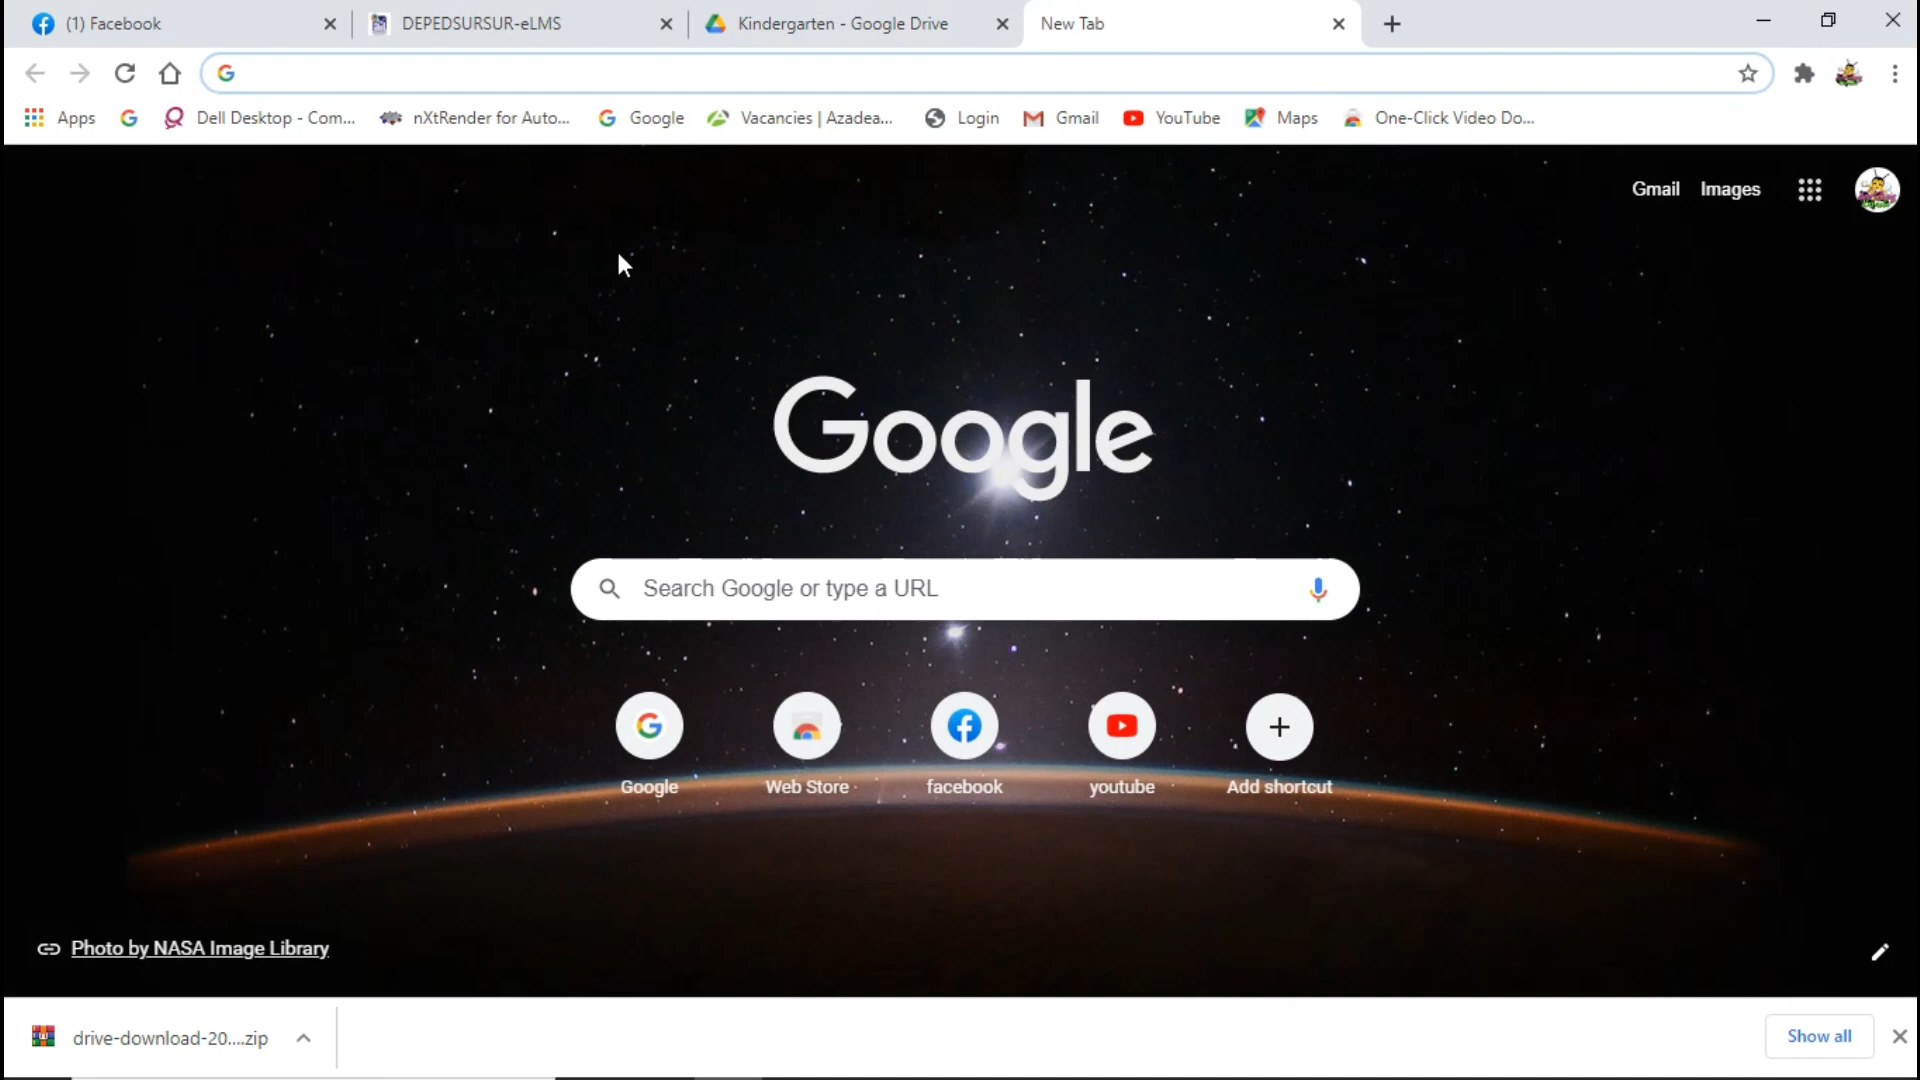 (1) Facebook
DEPEDSURSUR-eLMS
Kindergarten - Google Drive
New Tab
Apps
Dell Desktop - Com...
nXtRender for Auto...
Google
Vacancies | Azadea...
Login
Gmail
YouTube
Maps
One-Click Video Do...
Gmail
Images
Google
Search Google or type a URL
Google
Web Store
facebook
youtube
Add shortcut
Photo by NASA Image Library
drive-download-20....zip
Show all